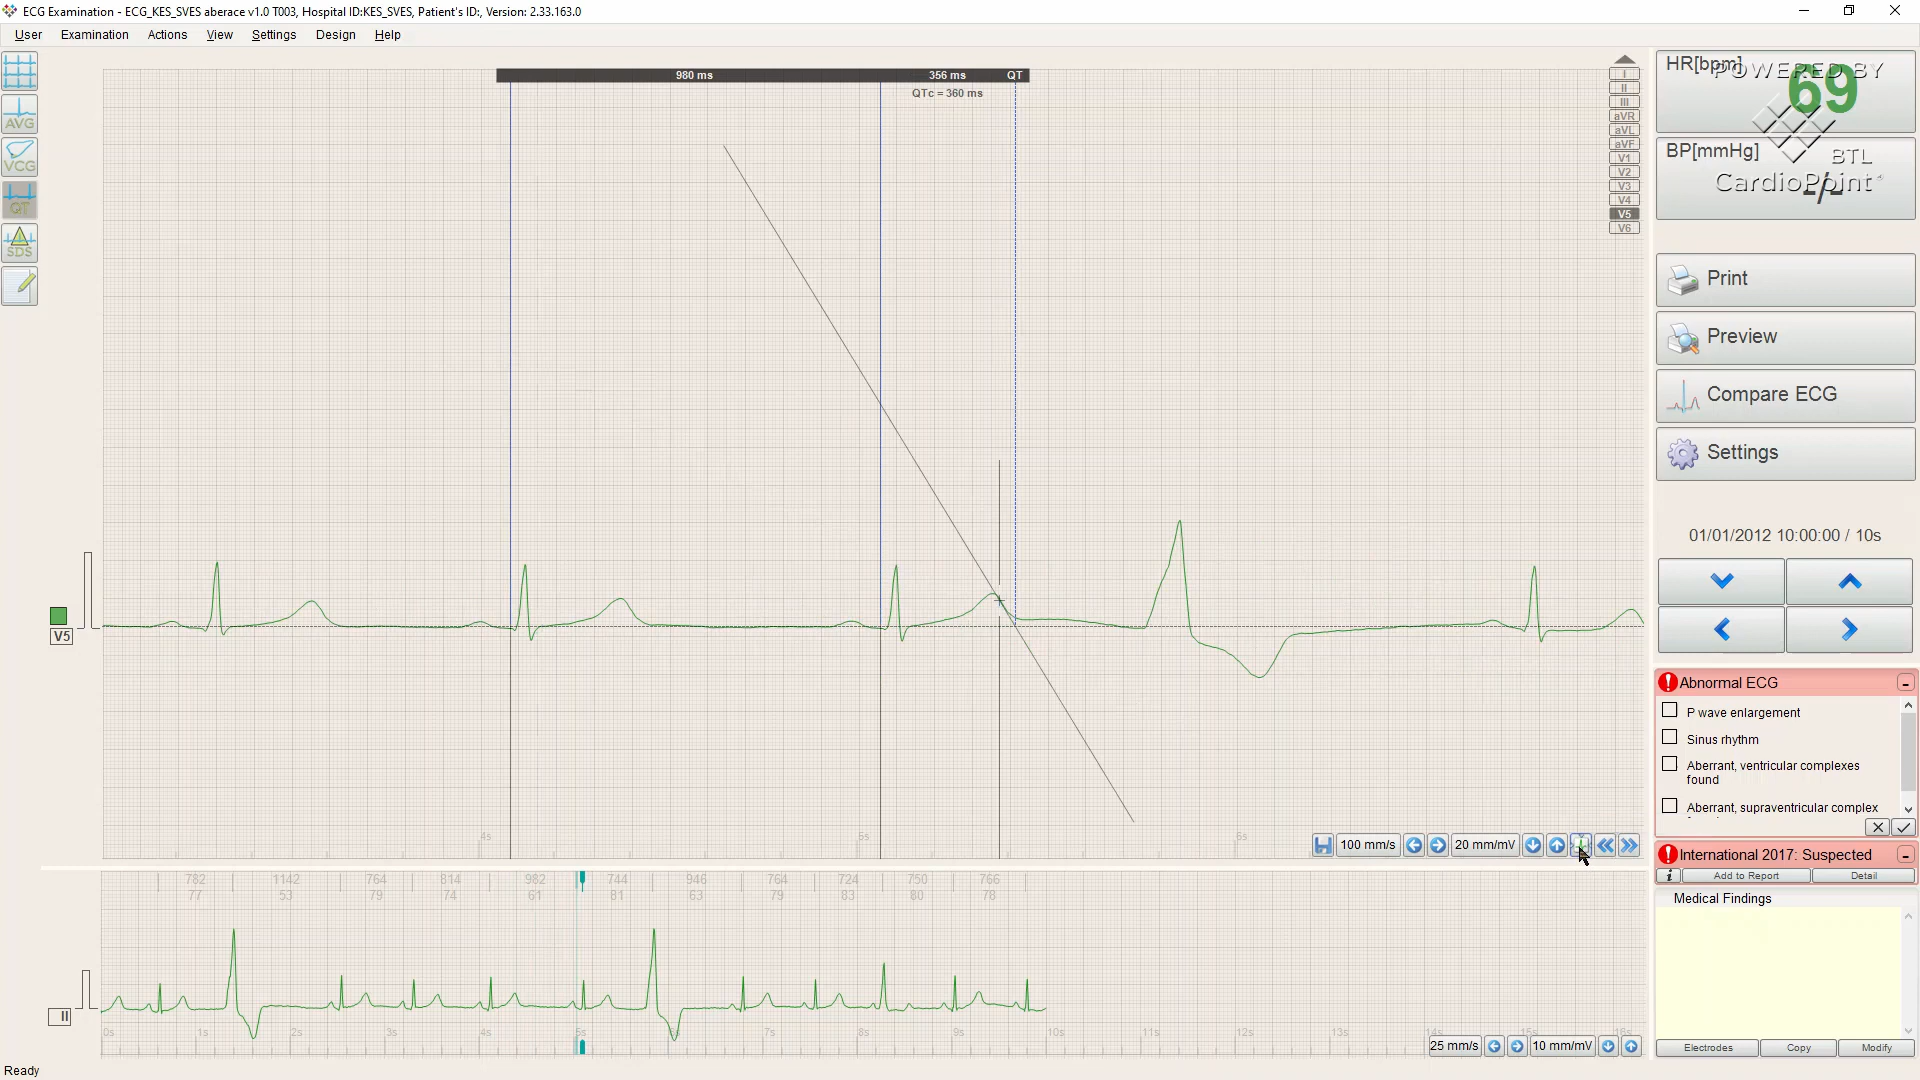 ECG Examination - ECG_KES_SVES aberace v1.0 T003, Hospital ID:KES_SVES, Patient's ID:, Version: 2.33.163.0
User Examination Actions View Settings Design Help
980 ms 356 ms QT
QTc = 360 ms
AVG
VCG
QT
SDS
I
II
III
aVR
aVL
aVF
V1
V2
V3
V4
V5
V6
HR[bpm]
69
POWERED BY
BP[mmHg]
-/-
BTL
CardioPoint
Print
Preview
Compare ECG
Settings
01/01/2012 10:00:00 / 10s
V5
4s 5s 6s
100 mm/s 20 mm/mV
Abnormal ECG
P wave enlargement
Sinus rhythm
Aberrant, ventricular complexes
found
Aberrant, supraventricular complex
International 2017: Suspected
i Add to Report Detail
Medical Findings
782 1142 764 814 982 744 946 764 724 750 766
77 53 79 74 61 81 63 79 83 80 78
II
0s 1s 2s 3s 4s 5s 7s 8s 9s 10s 11s 12s 13s 14s 15s 16s
25 mm/s 10 mm/mV
Electrodes Copy Modify
Ready